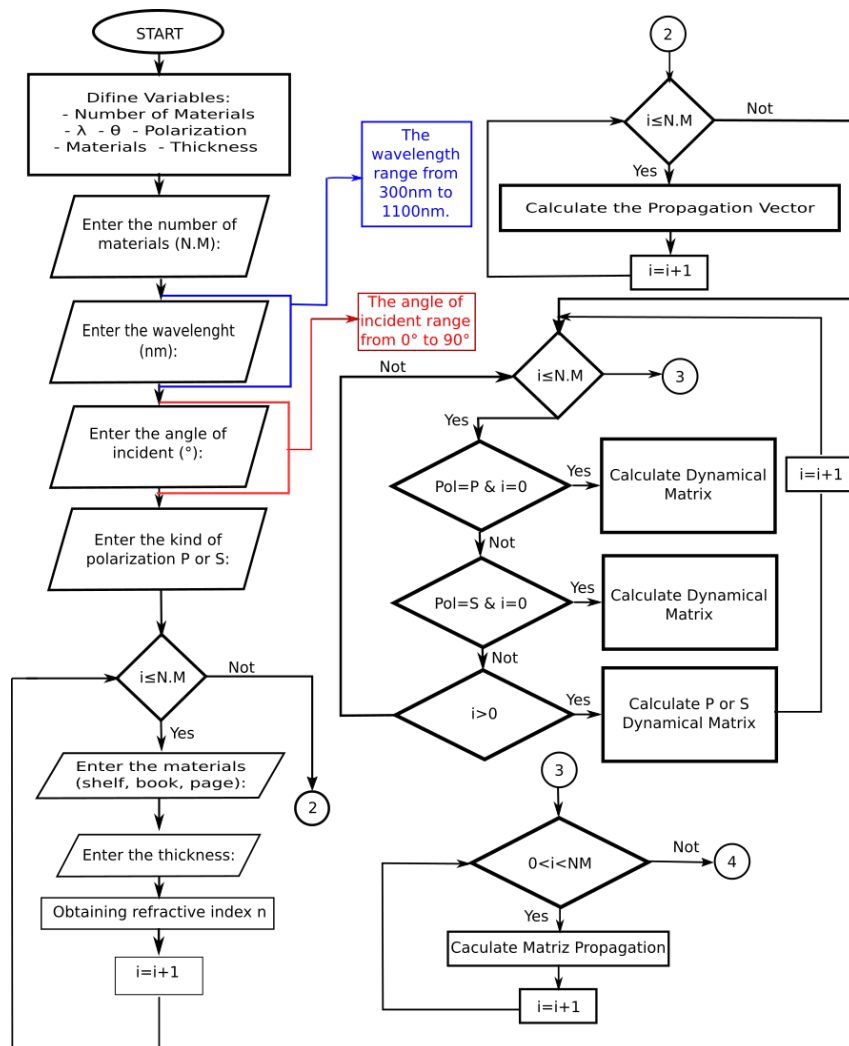 START
Difine Variables:
- Number of Materials
- λ - θ - Polarization
- Materials - Thickness
Enter the number of
materials (N.M):
The
wavelength
range from
300nm to
1100nm.
Enter the wavelenght
(nm):
The angle of
incident range
from 0° to 90°
Enter the angle of
incident (°):
Enter the kind of
polarization P or S:
i≤N.M
Not
Yes
Enter the materials
(shelf, book, page):
2
Enter the thickness:
Obtaining refractive index n
i=i+1
2
i≤N.M
Not
Yes
Calculate the Propagation Vector
i=i+1
i≤N.M
Not
3
Yes
Pol=P & i=0
Yes
Calculate Dynamical
Matrix
i=i+1
Not
Pol=S & i=0
Yes
Calculate Dynamical
Matrix
Not
i>0
Yes
Calculate P or S
Dynamical Matrix
3
0<i<NM
Not
4
Yes
Caculate Matriz Propagation
i=i+1